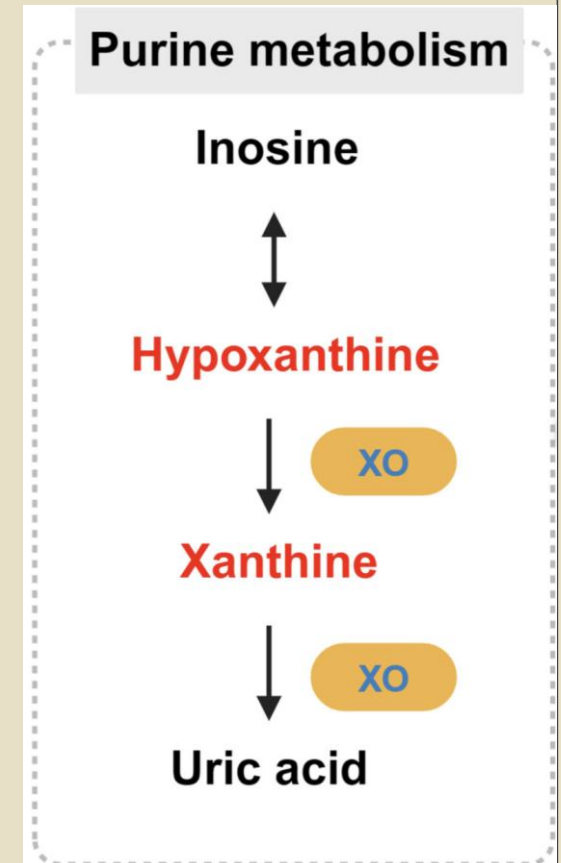 Purine metabolism
Inosine
Hypoxanthine
XO
Xanthine
XO
Uric acid